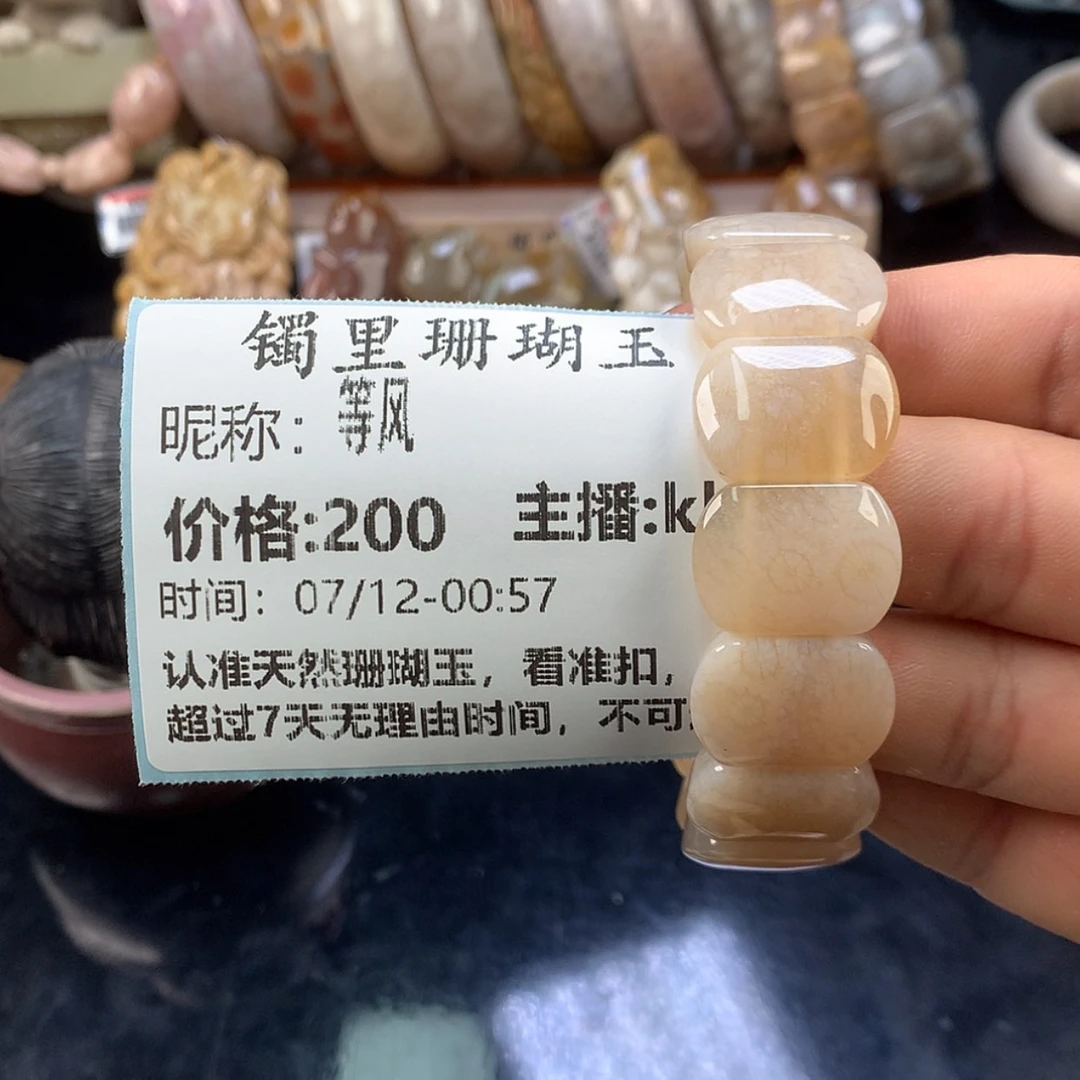 镯里珊瑚玉
昵称：等风
价格:200 主播:k
时间：07/12-00:57
认准天然珊瑚玉，看准扣，
超过7天无理由时间，不可